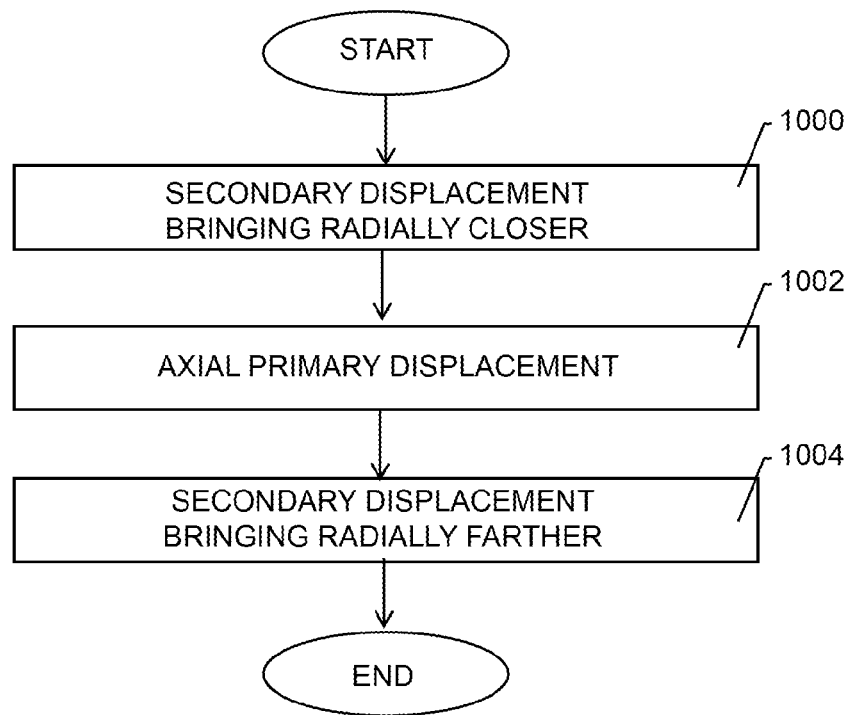 START
1000
SECONDARY DISPLACEMENT
BRINGING RADIALLY CLOSER
1002
AXIAL PRIMARY DISPLACEMENT
1004
SECONDARY DISPLACEMENT
BRINGING RADIALLY FARTHER
END